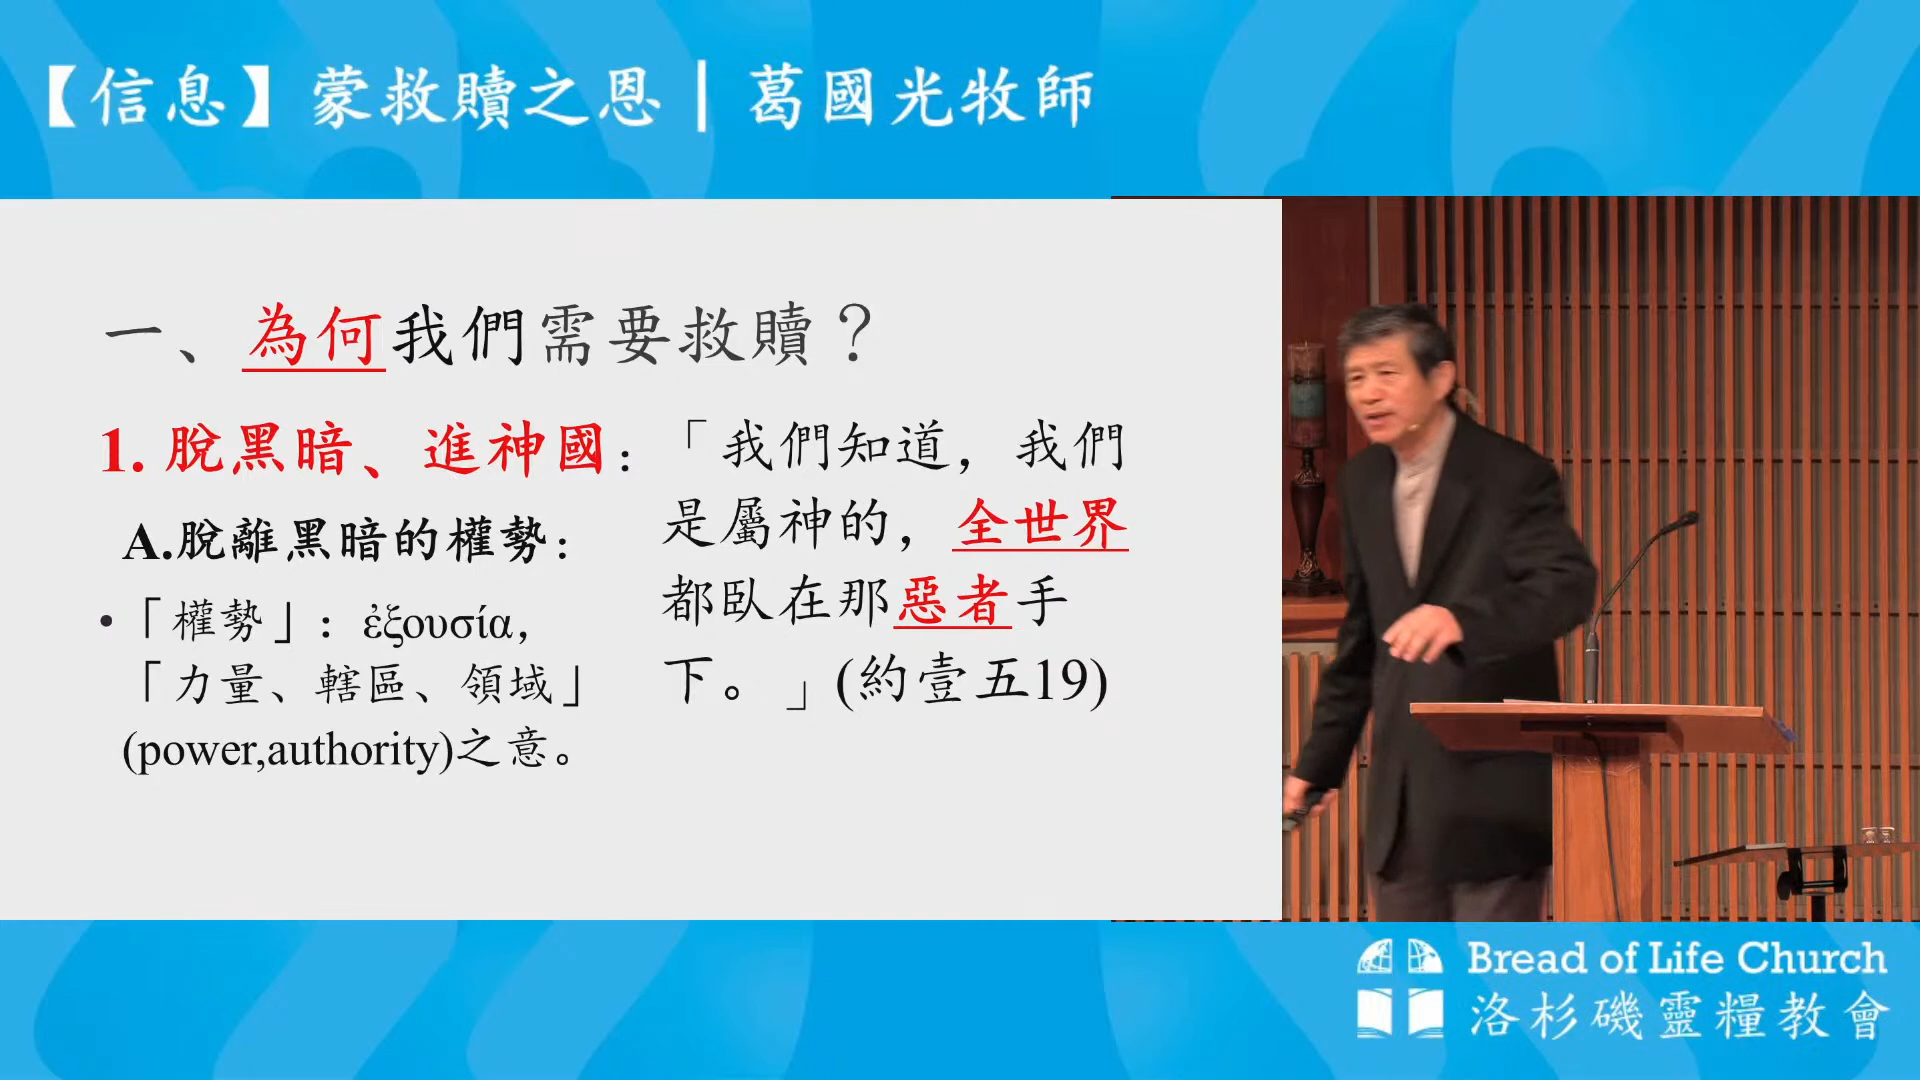 【信息】蒙救贖之恩｜葛國光牧師
一、為何我們需要救贖？
1. 脫黑暗、進神國：
A.脫離黑暗的權勢：
•「權勢」：ἐξουσία，
「力量、轄區、領域」
(power,authority)之意。
「我們知道，我們
是屬神的，全世界
都臥在那惡者手
下。」(約壹五19)
Bread of Life Church
洛杉磯靈糧教會